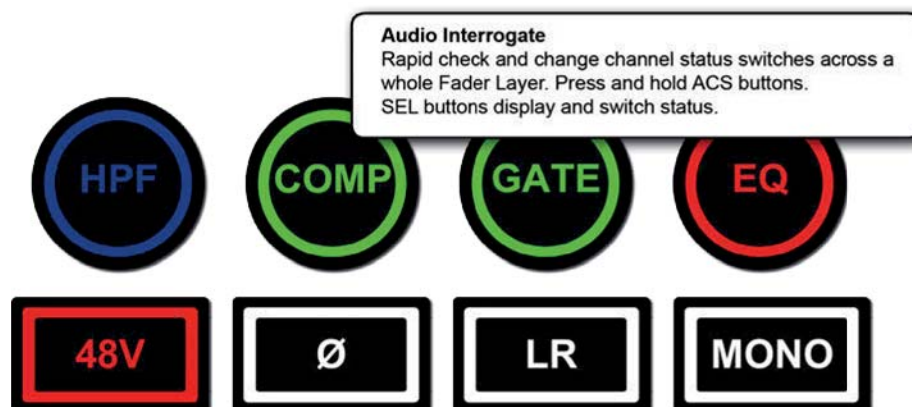 Audio Interrogate
Rapid check and change channel status switches across a
whole Fader Layer. Press and hold ACS buttons.
SEL buttons display and switch status.
HPF COMP GATE EQ
48V Ø LR MONO